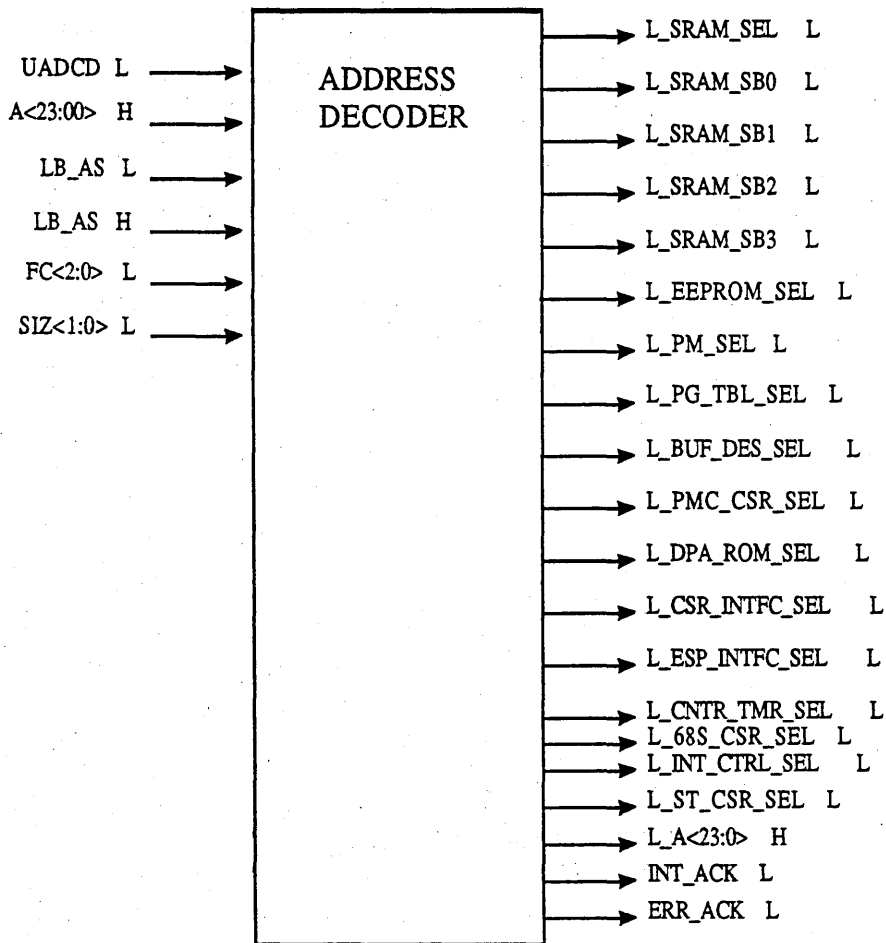 ADDRESS
DECODER
UADCD L
A<23:00> H
LB_AS L
LB_AS H
FC<2:0> L
SIZ<1:0> L
L_SRAM_SEL L
L_SRAM_SB0 L
L_SRAM_SB1 L
L_SRAM_SB2 L
L_SRAM_SB3 L
L_EEPROM_SEL L
L_PM_SEL L
L_PG_TBL_SEL L
L_BUF_DES_SEL L
L_PMC_CSR_SEL L
L_DPA_ROM_SEL L
L_CSR_INTFC_SEL L
L_ESP_INTFC_SEL L
L_CNTR_TMR_SEL L
L_68S_CSR_SEL L
L_INT_CTRL_SEL L
L_ST_CSR_SEL L
L_A<23:0> H
INT_ACK L
ERR_ACK L